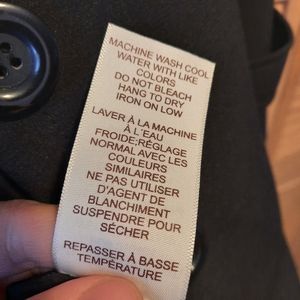 MACHINE WASH COOL
WATER WITH LIKE
COLORS
DO NOT BLEACH
HANG TO DRY
IRON ON LOW
LAVER À LA MACHINE
À L'EAU
FROIDE;RÉGLAGE
NORMAL AVEC LES
COULEURS
SIMILAIRES
NE PAS UTILISER
D'AGENT DE
BLANCHIMENT
SUSPENDRE POUR
SÉCHER
REPASSER À BASSE
TEMPÉRATURE